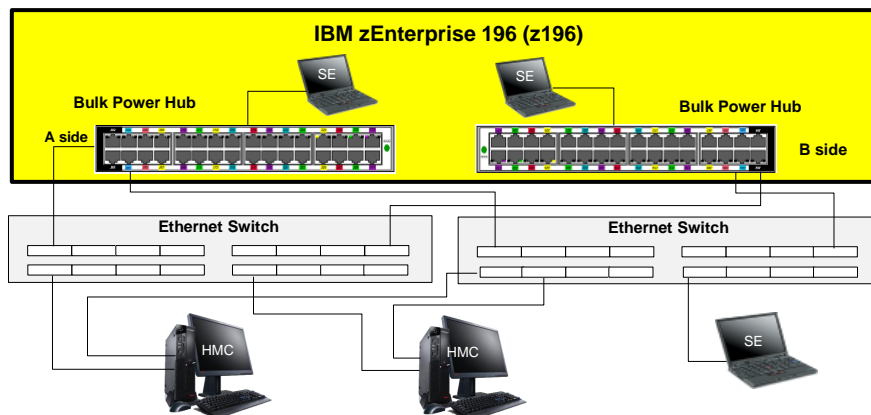 IBM zEnterprise 196 (z196)
SE
SE
Bulk Power Hub
Bulk Power Hub
A side
B side
Ethernet Switch
Ethernet Switch
HMC
HMC
SE